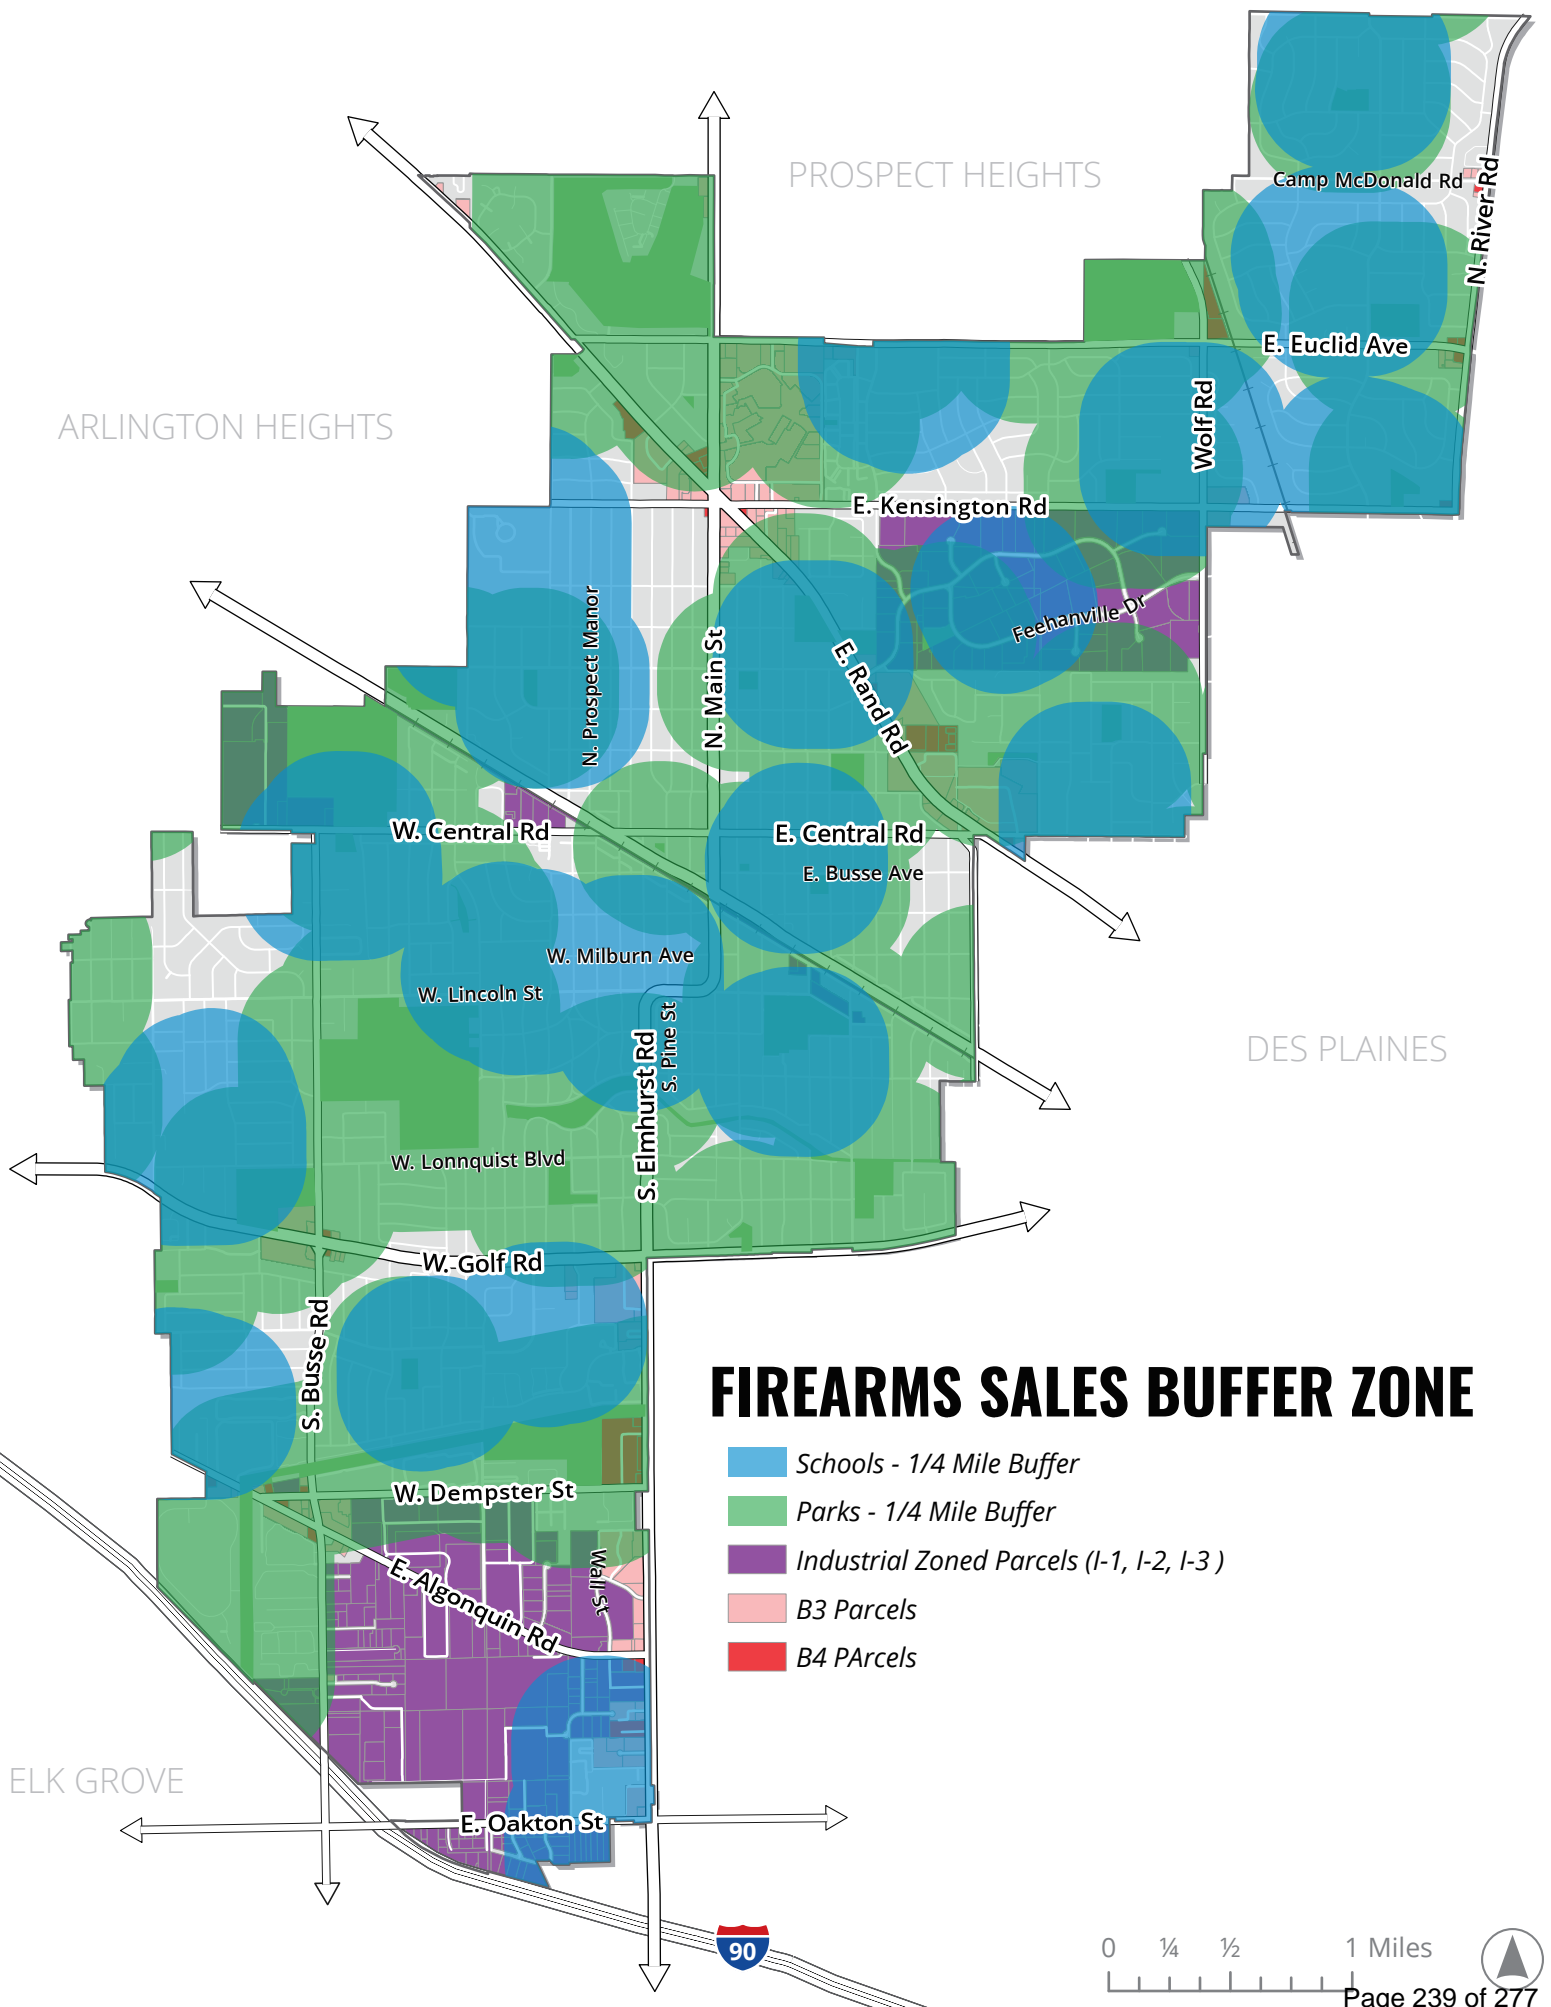 PROSPECT HEIGHTS
Camp McDonald Rd
N. River Rd
E. Euclid Ave
Wolf Rd
ARLINGTON HEIGHTS
E. Kensington Rd
Feehanville Dr
N. Prospect Manor
N. Main St
E. Rand Rd
W. Central Rd
E. Central Rd
E. Busse Ave
W. Milburn Ave
W. Lincoln St
S. Pine St
S. Elmhurst Rd
DES PLAINES
W. Lonnquist Blvd
W. Golf Rd
S. Busse Rd
FIREARMS SALES BUFFER ZONE
Schools - 1/4 Mile Buffer
Parks - 1/4 Mile Buffer
Industrial Zoned Parcels (I-1, I-2, I-3 )
B3 Parcels
B4 PArcels
W. Dempster St
Wall St
E. Algonquin Rd
ELK GROVE
E. Oakton St
90
0 ¼ ½ 1 Miles
Page 239 of 277